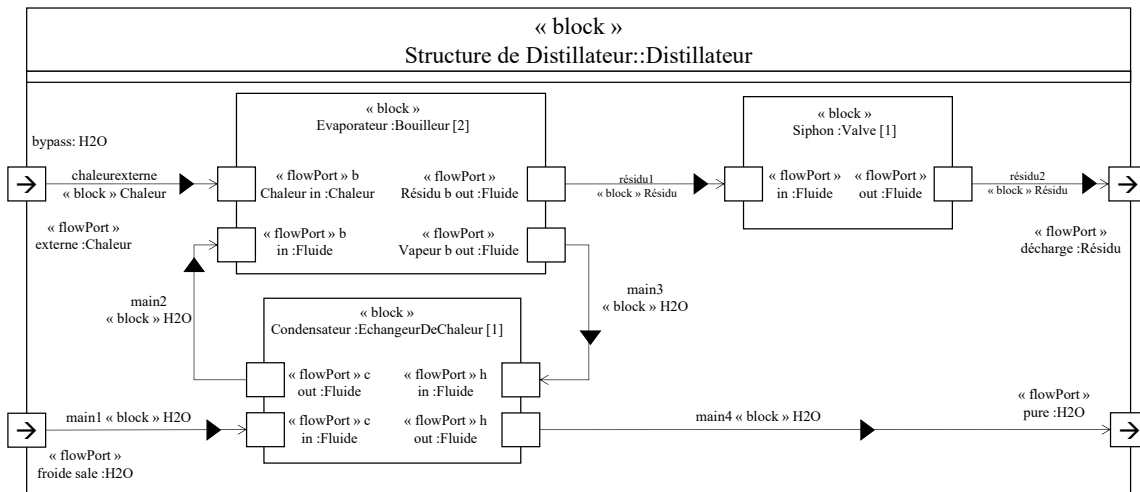 « block »
Structure de Distillateur::Distillateur
« block »
Evaporateur :Bouilleur [2]
« block »
Siphon :Valve [1]
bypass: H2O
chaleurexterne
« block » Chaleur
« flowPort » b
Chaleur in :Chaleur
« flowPort »
Résidu b out :Fluide
résidu1
« block » Résidu
« flowPort »
in :Fluide
« flowPort »
out :Fluide
résidu2
« block » Résidu
« flowPort »
externe :Chaleur
« flowPort » b
in :Fluide
« flowPort »
Vapeur b out :Fluide
« flowPort »
décharge :Résidu
main2
« block » H2O
main3
« block » H2O
« block »
Condensateur :EchangeurDeChaleur [1]
« flowPort » c
out :Fluide
« flowPort » h
in :Fluide
main1 « block » H2O
« flowPort » c
in :Fluide
« flowPort » h
out :Fluide
main4 « block » H2O
« flowPort »
pure :H2O
« flowPort »
froide sale :H2O